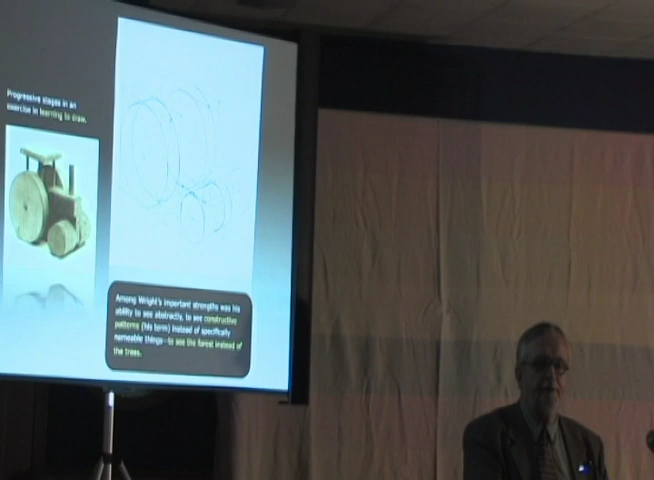 Progressive stages in an
exercise in learning to draw.
Among Wright's important strengths was his
ability to see abstractly, to see constructive
patterns (his term) instead of specifically
nameable things—to see the forest instead of
the trees.